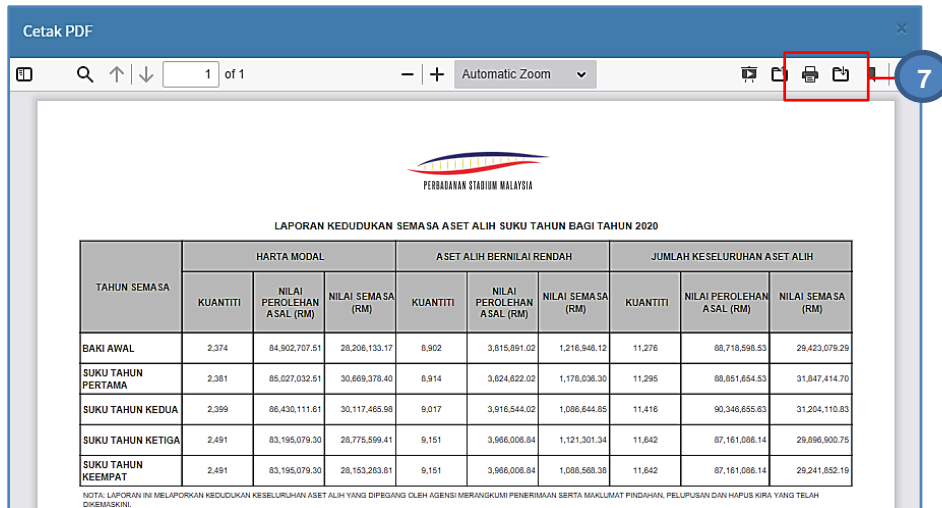 Cetak PDF
×
1 of 1
Automatic Zoom
7
PERBADANAN STADIUM MALAYSIA
LAPORAN KEDUDUKAN SEMASA ASET ALIH SUKU TAHUN BAGI TAHUN 2020
TAHUN SEMASA HARTA MODAL ASET ALIH BERNILAI RENDAH JUMLAH KESELURUHAN ASET ALIH
KUANTITI NILAI PEROLEHAN ASAL (RM) NILAI SEMASA (RM) KUANTITI NILAI PEROLEHAN ASAL (RM) NILAI SEMASA (RM) KUANTITI NILAI PEROLEHAN ASAL (RM) NILAI SEMASA (RM)
BAKI AWAL 2,374 84,902,707.51 28,206,133.17 8,902 3,815,891.02 1,216,946.12 11,276 88,718,598.53 29,423,079.29
SUKU TAHUN PERTAMA 2,381 85,027,032.51 30,669,378.40 8,914 3,824,622.02 1,178,036.30 11,295 88,851,654.53 31,847,414.70
SUKU TAHUN KEDUA 2,399 86,430,111.61 30,117,465.98 9,017 3,916,544.02 1,086,644.85 11,416 90,346,655.63 31,204,110.83
SUKU TAHUN KETIGA 2,491 83,195,079.30 28,775,599.41 9,151 3,966,006.84 1,121,301.34 11,642 87,161,086.14 29,896,900.75
SUKU TAHUN KEEMPAT 2,491 83,195,079.30 28,153,283.81 9,151 3,966,006.84 1,088,568.38 11,642 87,161,086.14 29,241,852.19
NOTA: LAPORAN INI MELAPORKAN KEDUDUKAN KESELURUHAN ASET ALIH YANG DIPEGANG OLEH AGENSI MERANGKUMI PENERIMAAN SERTA MAKLUMAT PINDAHAN, PELUPUSAN DAN HAPUS KIRA YANG TELAH
DIKEMASKINI.